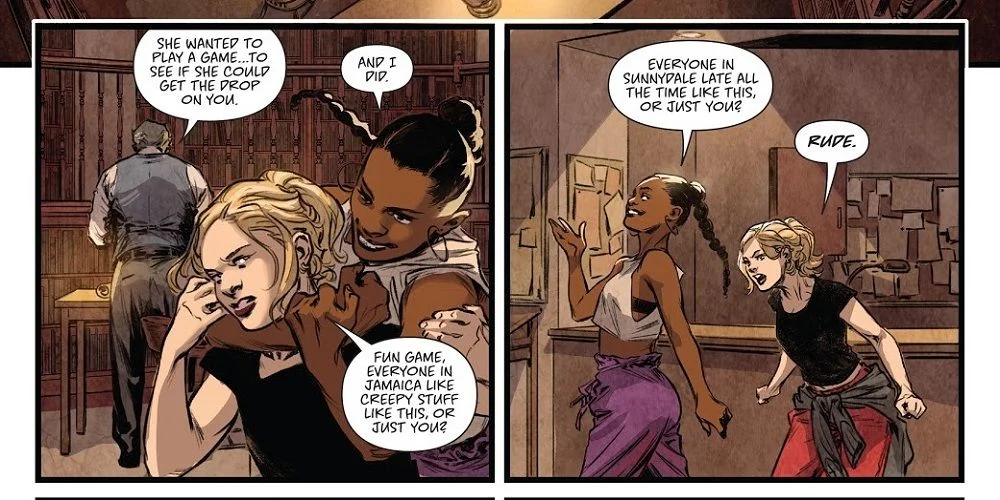 SHE WANTED TO
PLAY A GAME...TO
SEE IF SHE COULD
GET THE DROP
ON YOU.
AND I
DID.
FUN GAME,
EVERYONE IN
JAMAICA LIKE
CREEPY STUFF
LIKE THIS, OR
JUST YOU?
EVERYONE IN
SUNNYDALE LATE ALL
THE TIME LIKE THIS,
OR JUST YOU?
RUDE.